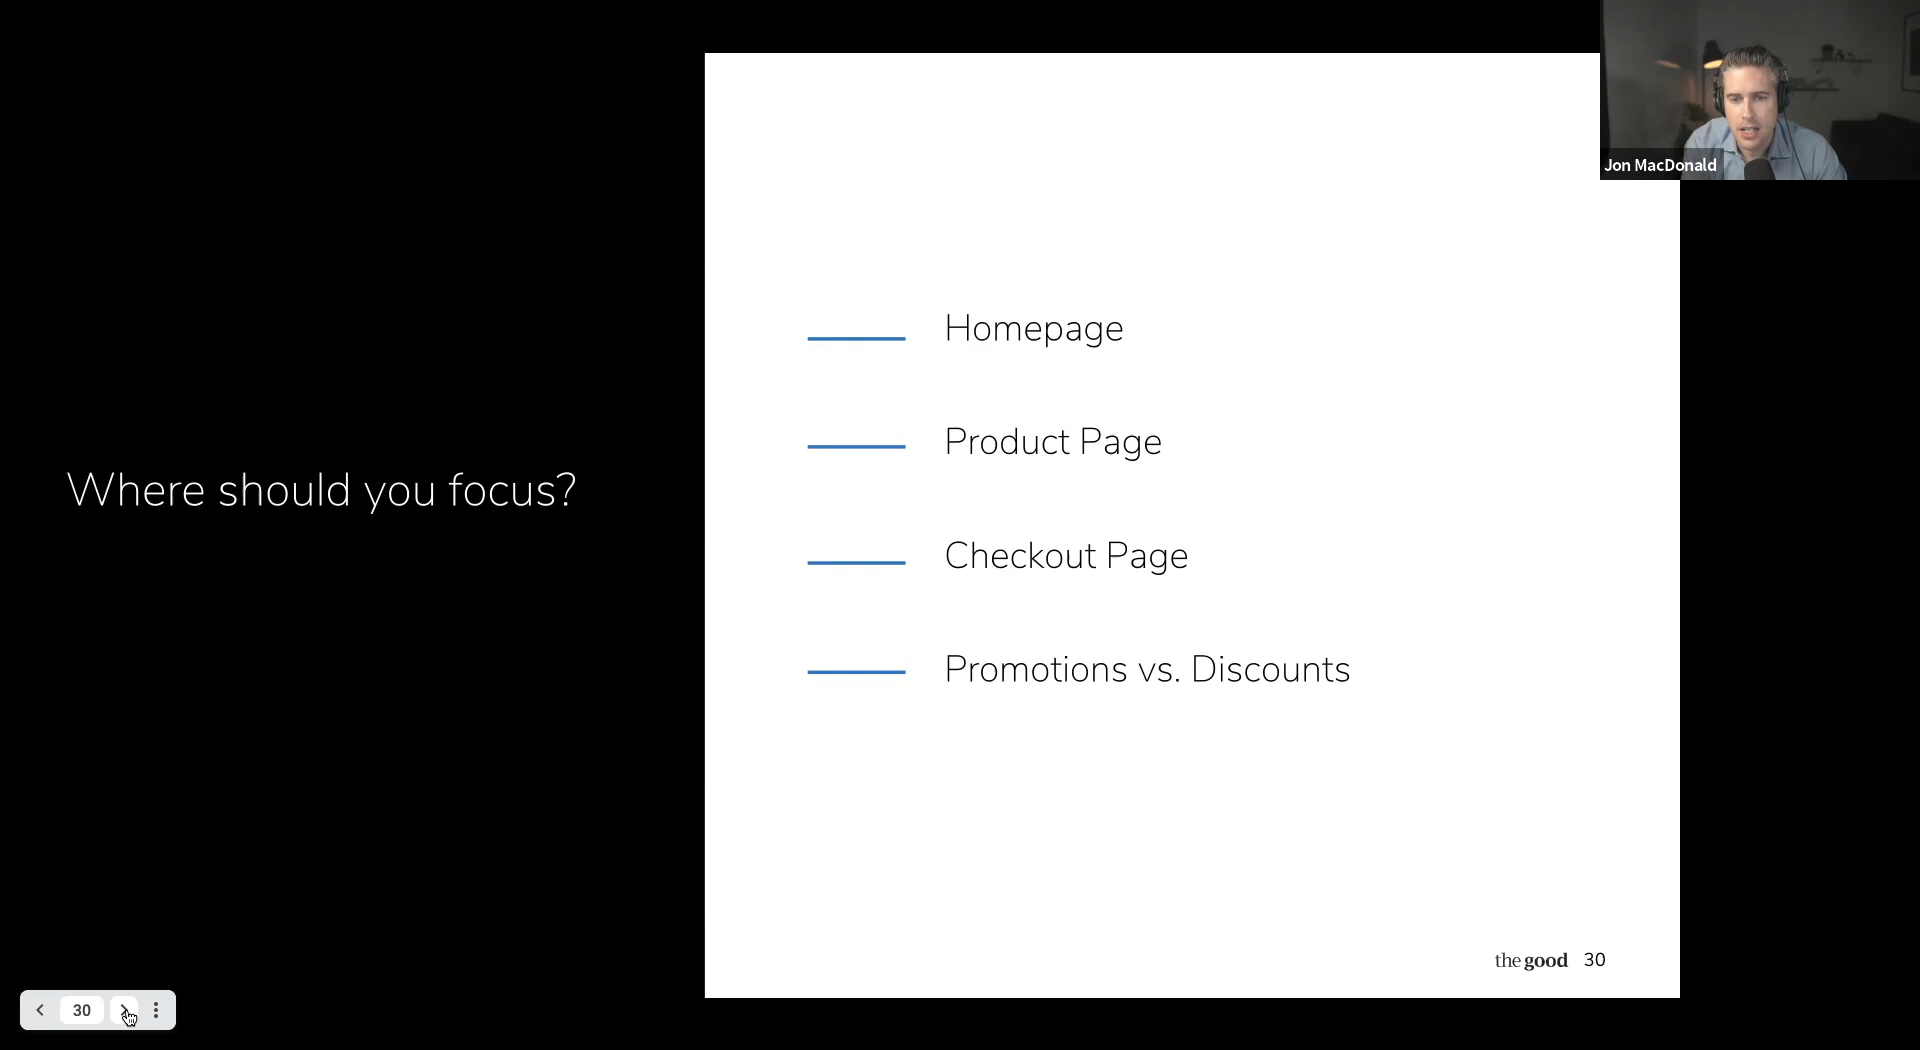 Jon MacDonald
Where should you focus?
Homepage
Product Page
Checkout Page
Promotions vs. Discounts
the good 30
30